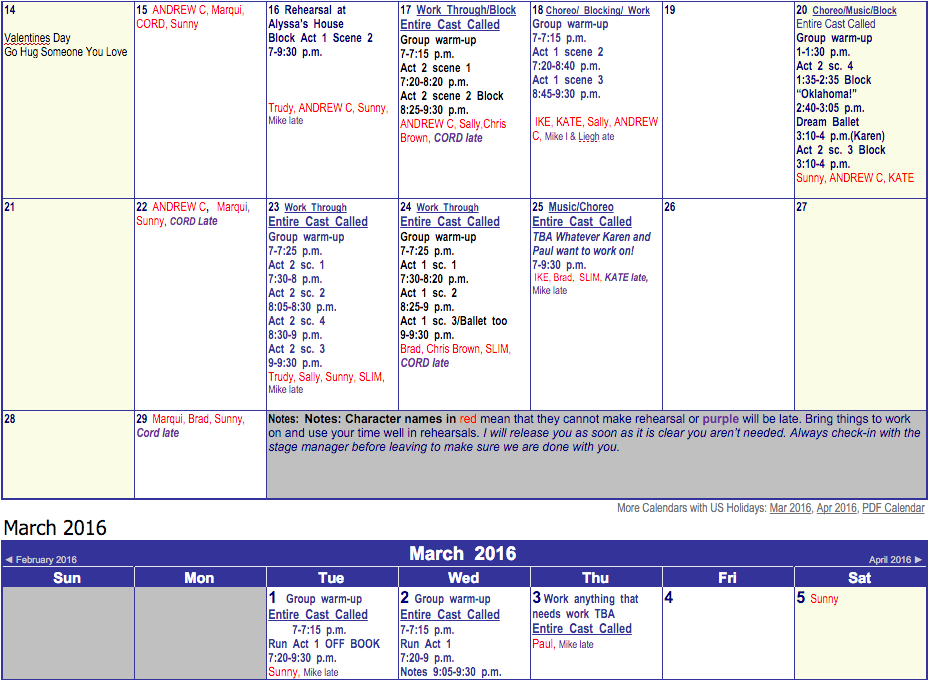 14
Valentines Day
Go Hug Someone You Love
15 ANDREW C, Marqui,
CORD, Sunny
16 Rehearsal at
Alyssa's House
Block Act 1 Scene 2
7-9:30 p.m.
Trudy, ANDREW C, Sunny,
Mike late
17 Work Through/Block
Entire Cast Called
Group warm-up
7-7:15 p.m.
Act 2 scene 1
7:20-8:20 p.m.
Act 2 scene 2 Block
8:25-9:30 p.m.
ANDREW C, Sally,Chris
Brown, CORD late
18 Choreo/ Blocking/ Work
Group warm-up
7-7:15 p.m.
Act 1 scene 2
7:20-8:40 p.m.
Act 1 scene 3
8:45-9:30 p.m.
IKE, KATE, Sally, ANDREW
C, Mike l & Liegh ate
19
20 Choreo/Music/Block
Entire Cast Called
Group warm-up
1-1:30 p.m.
Act 2 sc. 4
1:35-2:35 Block
“Oklahoma!”
2:40-3:05 p.m.
Dream Ballet
3:10-4 p.m.(Karen)
Act 2 sc. 3 Block
3:10-4 p.m.
Sunny, ANDREW C, KATE
21
22 ANDREW C, Marqui,
Sunny, CORD Late
23 Work Through
Entire Cast Called
Group warm-up
7-7:25 p.m.
Act 2 sc. 1
7:30-8 p.m.
Act 2 sc. 2
8:05-8:30 p.m.
Act 2 sc. 4
8:30-9 p.m.
Act 2 sc. 3
9-9:30 p.m.
Trudy, Sally, Sunny, SLIM,
Mike late
24 Work Through
Entire Cast Called
Group warm-up
7-7:25 p.m.
Act 1 sc. 1
7:30-8:20 p.m.
Act 1 sc. 2
8:25-9 p.m.
Act 1 sc. 3/Ballet too
9-9:30 p.m.
Brad, Chris Brown, SLIM,
CORD late
25 Music/Choreo
Entire Cast Called
TBA Whatever Karen and
Paul want to work on!
7-9:30 p.m.
IKE, Brad, SLIM, KATE late,
Mike late
26
27
28
29 Marqui, Brad, Sunny,
Cord late
Notes: Notes: Character names in red mean that they cannot make rehearsal or purple will be late. Bring things to work
on and use your time well in rehearsals. I will release you as soon as it is clear you aren't needed. Always check-in with the
stage manager before leaving to make sure we are done with you.
More Calendars with US Holidays: Mar 2016, Apr 2016, PDF Calendar
March 2016
◄ February 2016
March 2016
April 2016 ►
Sun
Mon
Tue
Wed
Thu
Fri
Sat
1 Group warm-up
Entire Cast Called
7-7:15 p.m.
Run Act 1 OFF BOOK
7:20-9:30 p.m.
Sunny, Mike late
2 Group warm-up
Entire Cast Called
7-7:15 p.m.
Run Act 1
7:20-9 p.m.
Notes 9:05-9:30 p.m.
3 Work anything that
needs work TBA
Entire Cast Called
Paul, Mike late
4
5 Sunny